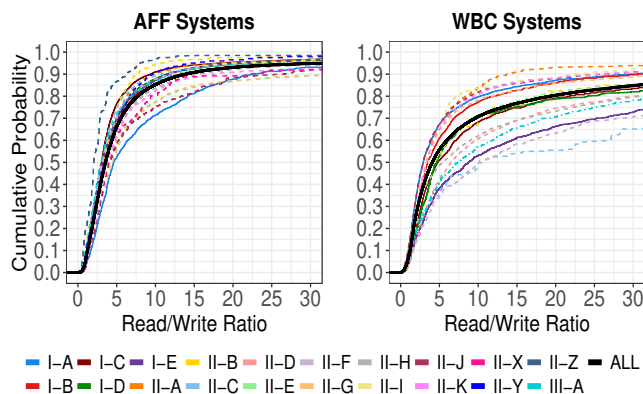 AFF Systems
WBC Systems
Cumulative Probability
1.0
0.9
0.8
0.7
0.6
0.5
0.4
0.3
0.2
0.1
0.0
1.0
0.9
0.8
0.7
0.6
0.5
0.4
0.3
0.2
0.1
0.0
0 5 10 15 20 25 30
0 5 10 15 20 25 30
Read/Write Ratio
Read/Write Ratio
I−A I−C I−E II−B II−D II−F II−H II−J II−X II−Z ALL
I−B I−D II−A II−C II−E II−G II−I II−K II−Y III−A